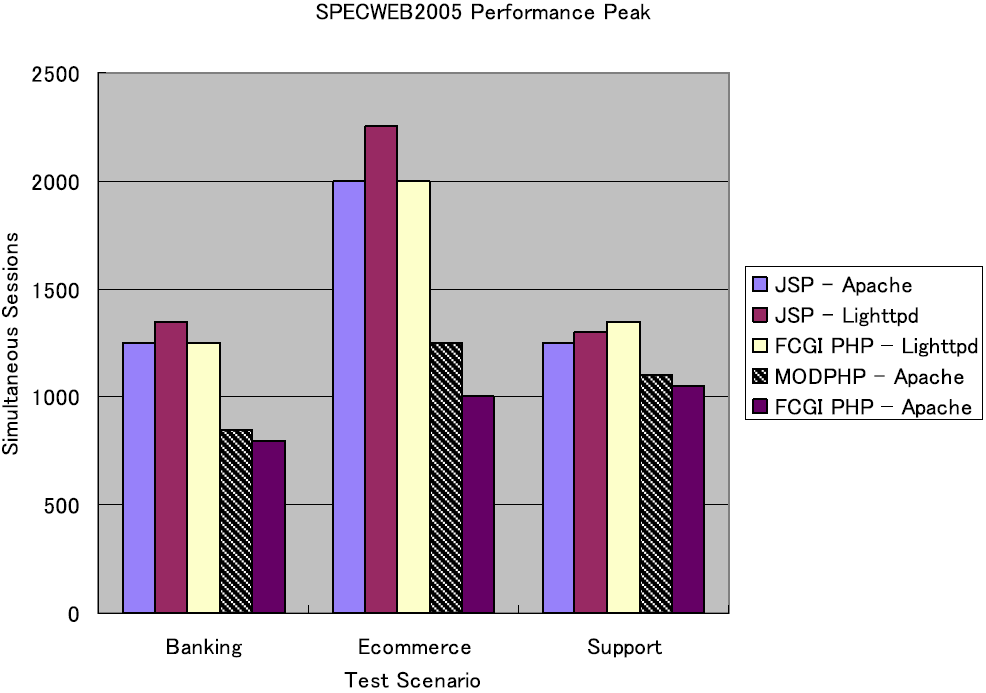 SPECWEB2005 Performance Peak
2500
2000
1500
1000
500
0
Simultaneous Sessions
Banking
Ecommerce
Support
Test Scenario
JSP - Apache
JSP - Lighttpd
FCGI PHP - Lighttpd
MODPHP - Apache
FCGI PHP - Apache